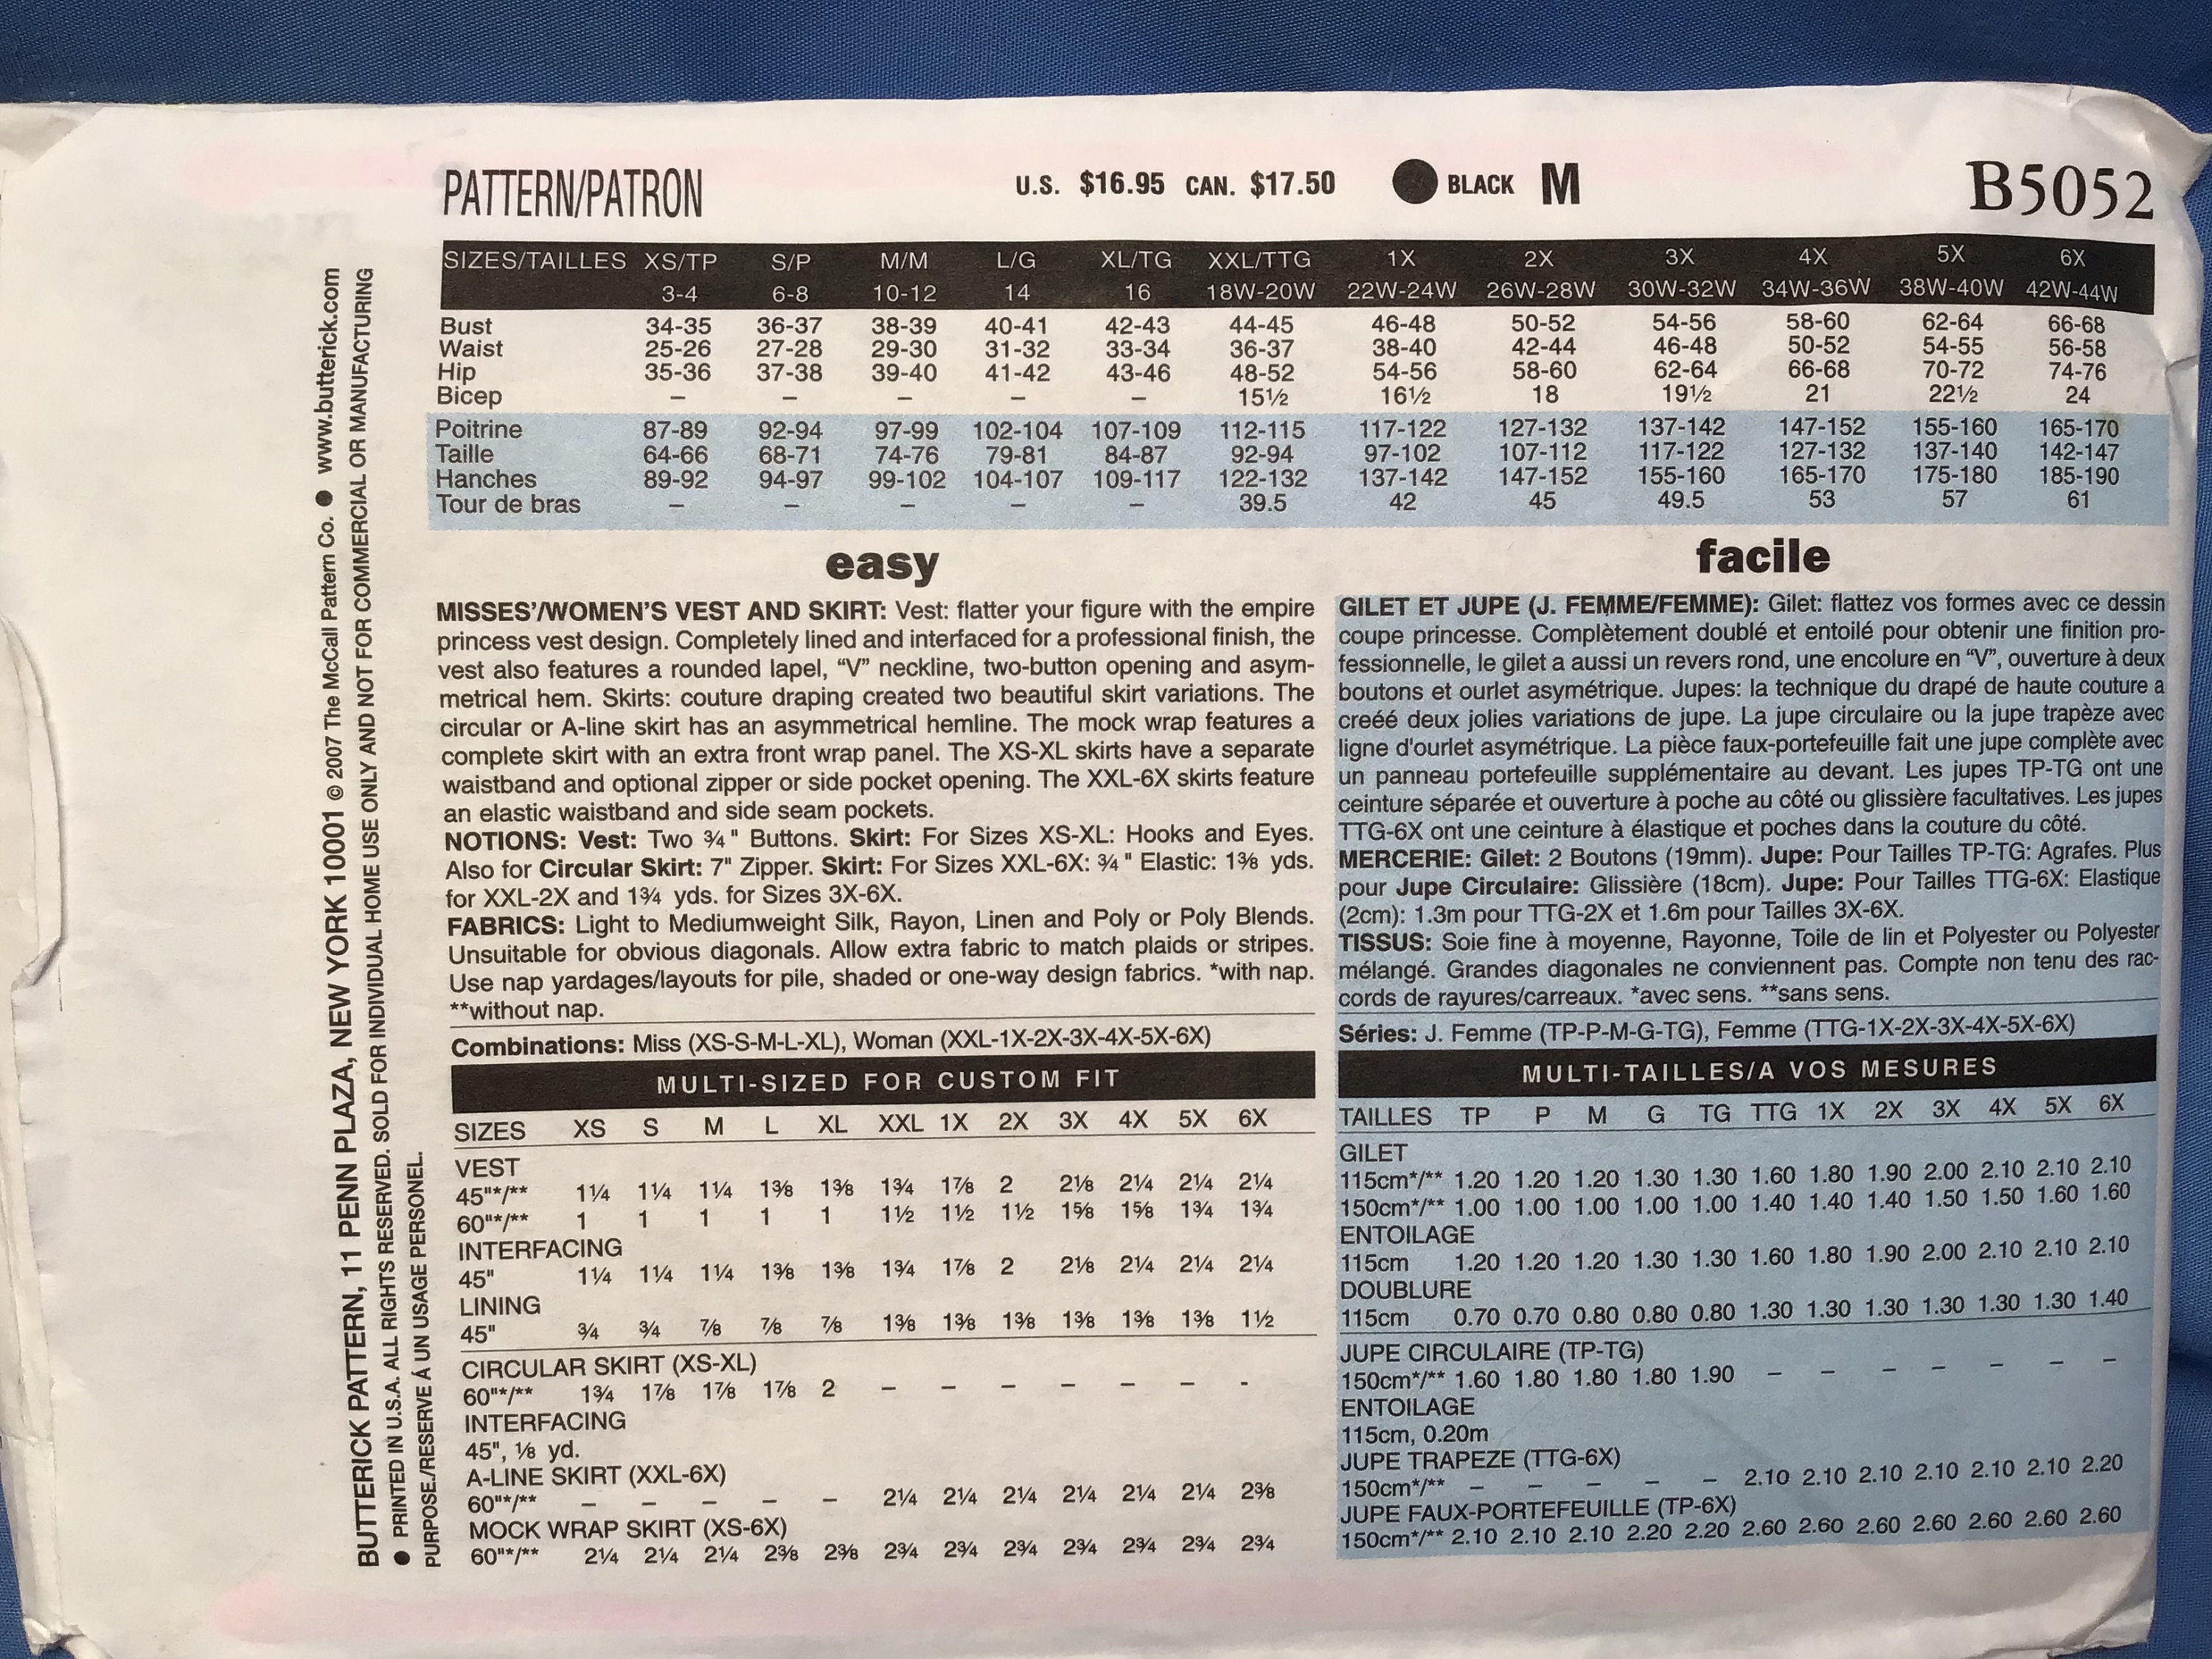 PATTERN/PATRON U.S. $16.95 CAN. $17.50 BLACK M B5052
SIZES/TAILLES XS/TP S/P M/M L/G XL/TG XXL/TTG 1X 2X 3X 4X 5X 6X
3-4 6-8 10-12 14 16 18W-20W 22W-24W 26W-28W 30W-32W 34W-36W 38W-40W 42W-44W
Bust 34-35 36-37 38-39 40-41 42-43 44-45 46-48 50-52 54-56 58-60 62-64 66-68
Waist 25-26 27-28 29-30 31-32 33-34 36-37 38-40 42-44 46-48 50-52 54-55 56-58
Hip 35-36 37-38 39-40 41-42 43-46 48-52 54-56 58-60 62-64 66-68 70-72 74-76
Bicep – – – – – 15½ 16½ 18 19½ 21 22½ 24
Poitrine 87-89 92-94 97-99 102-104 107-109 112-115 117-122 127-132 137-142 147-152 155-160 165-170
Taille 64-66 68-71 74-76 79-81 84-87 92-94 97-102 107-112 117-122 127-132 137-140 142-147
Hanches 89-92 94-97 99-102 104-107 109-117 122-132 137-142 147-152 155-160 165-170 175-180 185-190
Tour de bras – – – – – 39.5 42 45 49.5 53 57 61
easy
MISSES'/WOMEN'S VEST AND SKIRT: Vest: flatter your figure with the empire
princess vest design. Completely lined and interfaced for a professional finish, the
vest also features a rounded lapel, “V” neckline, two-button opening and asym-
metrical hem. Skirts: couture draping created two beautiful skirt variations. The
circular or A-line skirt has an asymmetrical hemline. The mock wrap features a
complete skirt with an extra front wrap panel. The XS-XL skirts have a separate
waistband and optional zipper or side pocket opening. The XXL-6X skirts feature
an elastic waistband and side seam pockets.
NOTIONS: Vest: Two ¾" Buttons. Skirt: For Sizes XS-XL: Hooks and Eyes.
Also for Circular Skirt: 7" Zipper. Skirt: For Sizes XXL-6X: ¾" Elastic: 1⅜ yds.
for XXL-2X and 1¾ yds. for Sizes 3X-6X.
FABRICS: Light to Mediumweight Silk, Rayon, Linen and Poly or Poly Blends.
Unsuitable for obvious diagonals. Allow extra fabric to match plaids or stripes.
Use nap yardages/layouts for pile, shaded or one-way design fabrics. *with nap.
**without nap.
Combinations: Miss (XS-S-M-L-XL), Woman (XXL-1X-2X-3X-4X-5X-6X)
MULTI-SIZED FOR CUSTOM FIT
SIZES XS S M L XL XXL 1X 2X 3X 4X 5X 6X
VEST
45"*/** 1¼ 1¼ 1¼ 1⅜ 1⅜ 1¾ 1⅞ 2 2⅛ 2¼ 2¼ 2¼
60"*/** 1 1 1 1 1 1½ 1½ 1½ 1⅝ 1⅝ 1¾ 1¾
INTERFACING
45" 1¼ 1¼ 1¼ 1⅜ 1⅜ 1¾ 1⅞ 2 2⅛ 2¼ 2¼ 2¼
LINING
45" ¾ ¾ ⅞ ⅞ ⅞ 1⅜ 1⅜ 1⅜ 1⅜ 1⅜ 1⅜ 1½
CIRCULAR SKIRT (XS-XL)
60"*/** 1¾ 1⅞ 1⅞ 1⅞ 2 – – – – – – -
INTERFACING
45", ⅛ yd.
A-LINE SKIRT (XXL-6X)
60"*/** – – – – – 2¼ 2¼ 2¼ 2¼ 2¼ 2¼ 2⅜
MOCK WRAP SKIRT (XS-6X)
60"*/** 2¼ 2¼ 2¼ 2⅜ 2⅜ 2¾ 2¾ 2¾ 2¾ 2¾ 2¾ 2¾
facile
GILET ET JUPE (J. FEMME/FEMME): Gilet: flattez vos formes avec ce dessin
coupe princesse. Complètement doublé et entoilé pour obtenir une finition pro-
fessionnelle, le gilet a aussi un revers rond, une encolure en “V”, ouverture à deux
boutons et ourlet asymétrique. Jupes: la technique du drapé de haute couture a
creéé deux jolies variations de jupe. La jupe circulaire ou la jupe trapèze avec
ligne d'ourlet asymétrique. La pièce faux-portefeuille fait une jupe complète avec
un panneau portefeuille supplémentaire au devant. Les jupes TP-TG ont une
ceinture séparée et ouverture à poche au côté ou glissière facultatives. Les jupes
TTG-6X ont une ceinture à élastique et poches dans la couture du côté.
MERCERIE: Gilet: 2 Boutons (19mm). Jupe: Pour Tailles TP-TG: Agrafes. Plus
pour Jupe Circulaire: Glissière (18cm). Jupe: Pour Tailles TTG-6X: Elastique
(2cm): 1.3m pour TTG-2X et 1.6m pour Tailles 3X-6X.
TISSUS: Soie fine à moyenne, Rayonne, Toile de lin et Polyester ou Polyester
mélangé. Grandes diagonales ne conviennent pas. Compte non tenu des rac-
cords de rayures/carreaux. *avec sens. **sans sens.
Séries: J. Femme (TP-P-M-G-TG), Femme (TTG-1X-2X-3X-4X-5X-6X)
MULTI-TAILLES/A VOS MESURES
TAILLES TP P M G TG TTG 1X 2X 3X 4X 5X 6X
GILET
115cm*/** 1.20 1.20 1.20 1.30 1.30 1.60 1.80 1.90 2.00 2.10 2.10 2.10
150cm*/** 1.00 1.00 1.00 1.00 1.00 1.40 1.40 1.40 1.50 1.50 1.60 1.60
ENTOILAGE
115cm 1.20 1.20 1.20 1.30 1.30 1.60 1.80 1.90 2.00 2.10 2.10 2.10
DOUBLURE
115cm 0.70 0.70 0.80 0.80 0.80 1.30 1.30 1.30 1.30 1.30 1.30 1.40
JUPE CIRCULAIRE (TP-TG)
150cm*/** 1.60 1.80 1.80 1.80 1.90 – – – – – – –
ENTOILAGE
115cm, 0.20m
JUPE TRAPEZE (TTG-6X)
150cm*/** – – – – – 2.10 2.10 2.10 2.10 2.10 2.10 2.20
JUPE FAUX-PORTEFEUILLE (TP-6X)
150cm*/** 2.10 2.10 2.10 2.20 2.20 2.60 2.60 2.60 2.60 2.60 2.60 2.60
BUTTERICK PATTERN, 11 PENN PLAZA, NEW YORK 10001 © 2007 The McCall Pattern Co. ● www.butterick.com
● PRINTED IN U.S.A. ALL RIGHTS RESERVED. SOLD FOR INDIVIDUAL HOME USE ONLY AND NOT FOR COMMERCIAL OR MANUFACTURING
PURPOSE./RESERVE Á UN USAGE PERSONEL.